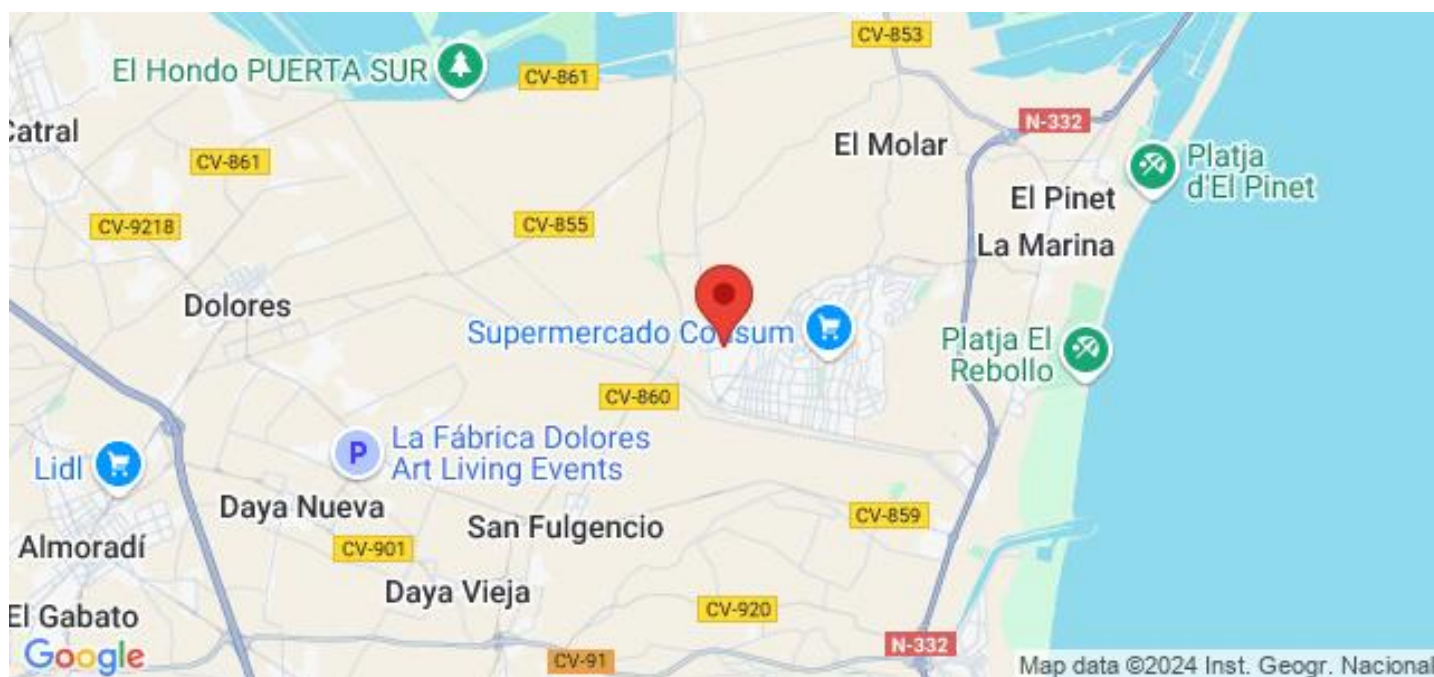 CV-853
El Hondo PUERTA SUR
CV-861
N-332
Catral
El Molar
CV-861
Platja
d'El Pinet
El Pinet
CV-9218
CV-855
La Marina
Dolores
Supermercado Consum
Platja El
Rebollo
CV-860
La Fábrica Dolores
Art Living Events
P
Lidl
Daya Nueva
San Fulgencio
CV-859
Almoradí
CV-901
Daya Vieja
CV-920
El Gabato
N-332
Google
CV-91
Map data ©2024 Inst. Geogr. Nacional